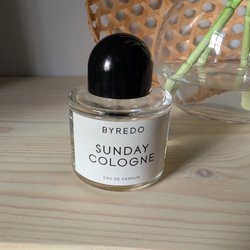 BYREDO
SUNDAY
COLOGNE
EAU DE PARFUM